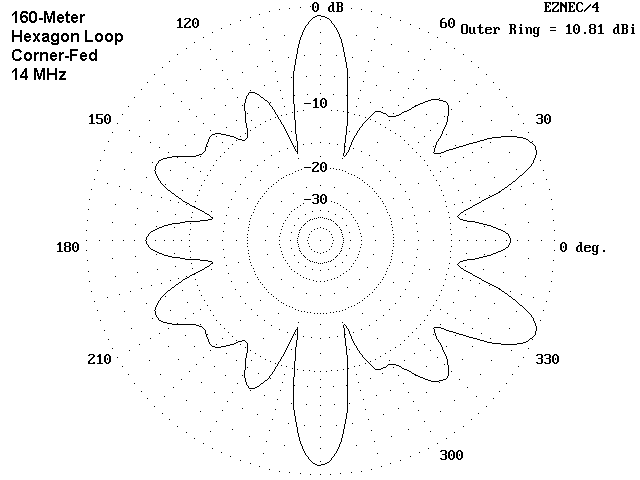 160-Meter
Hexagon Loop
Corner-Fed
14 MHz
0 dB
EZNEC/4
Outer Ring = 10.81 dBi
120
60
-10
150
30
-20
-30
180
0 deg.
210
330
300